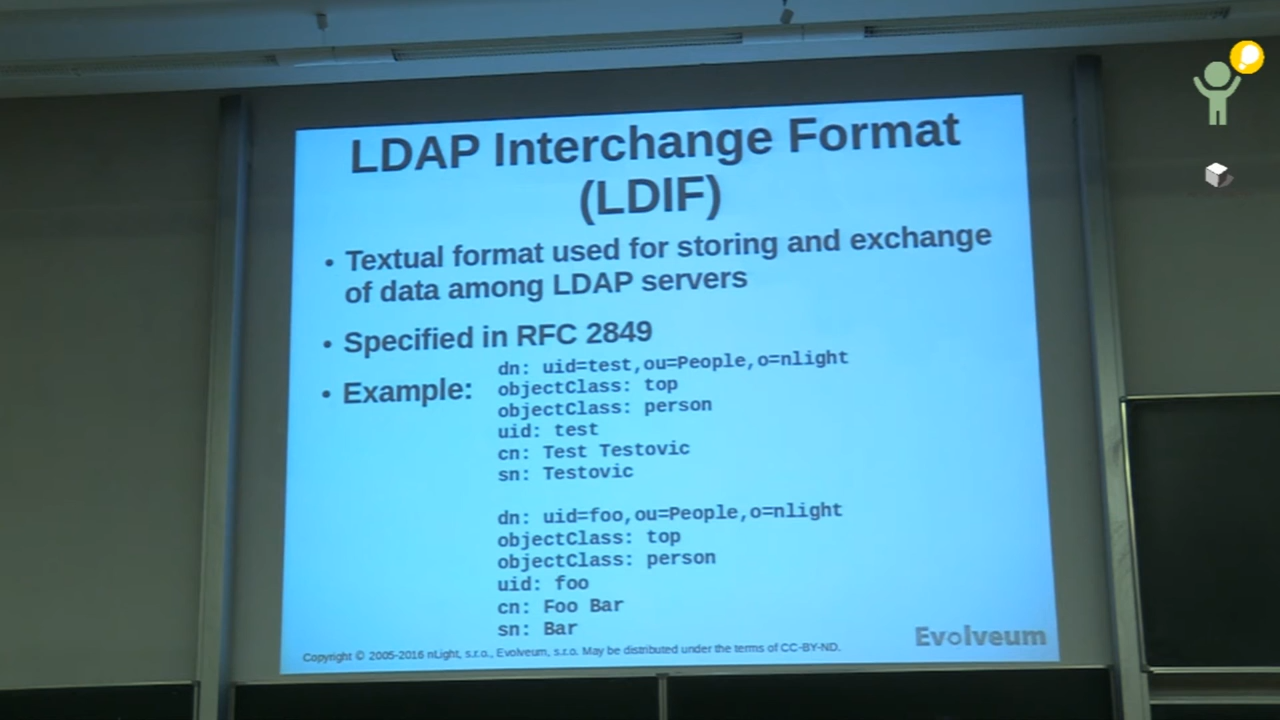 LDAP Interchange Format
(LDIF)
• Textual format used for storing and exchange
of data among LDAP servers
• Specified in RFC 2849
• Example:
dn: uid=test,ou=People,o=nlight
objectClass: top
objectClass: person
uid: test
cn: Test Testovic
sn: Testovic
dn: uid=foo,ou=People,o=nlight
objectClass: top
objectClass: person
uid: foo
cn: Foo Bar
sn: Bar
Copyright © 2005-2016 nLight, s.r.o., Evolveum, s.r.o. May be distributed under the terms of CC-BY-ND.
Evolveum